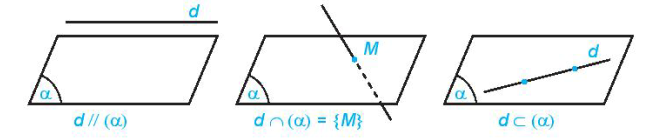 d
M
d
α
α
α
d // (α)
d ∩ (α) = {M}
d ⊂ (α)